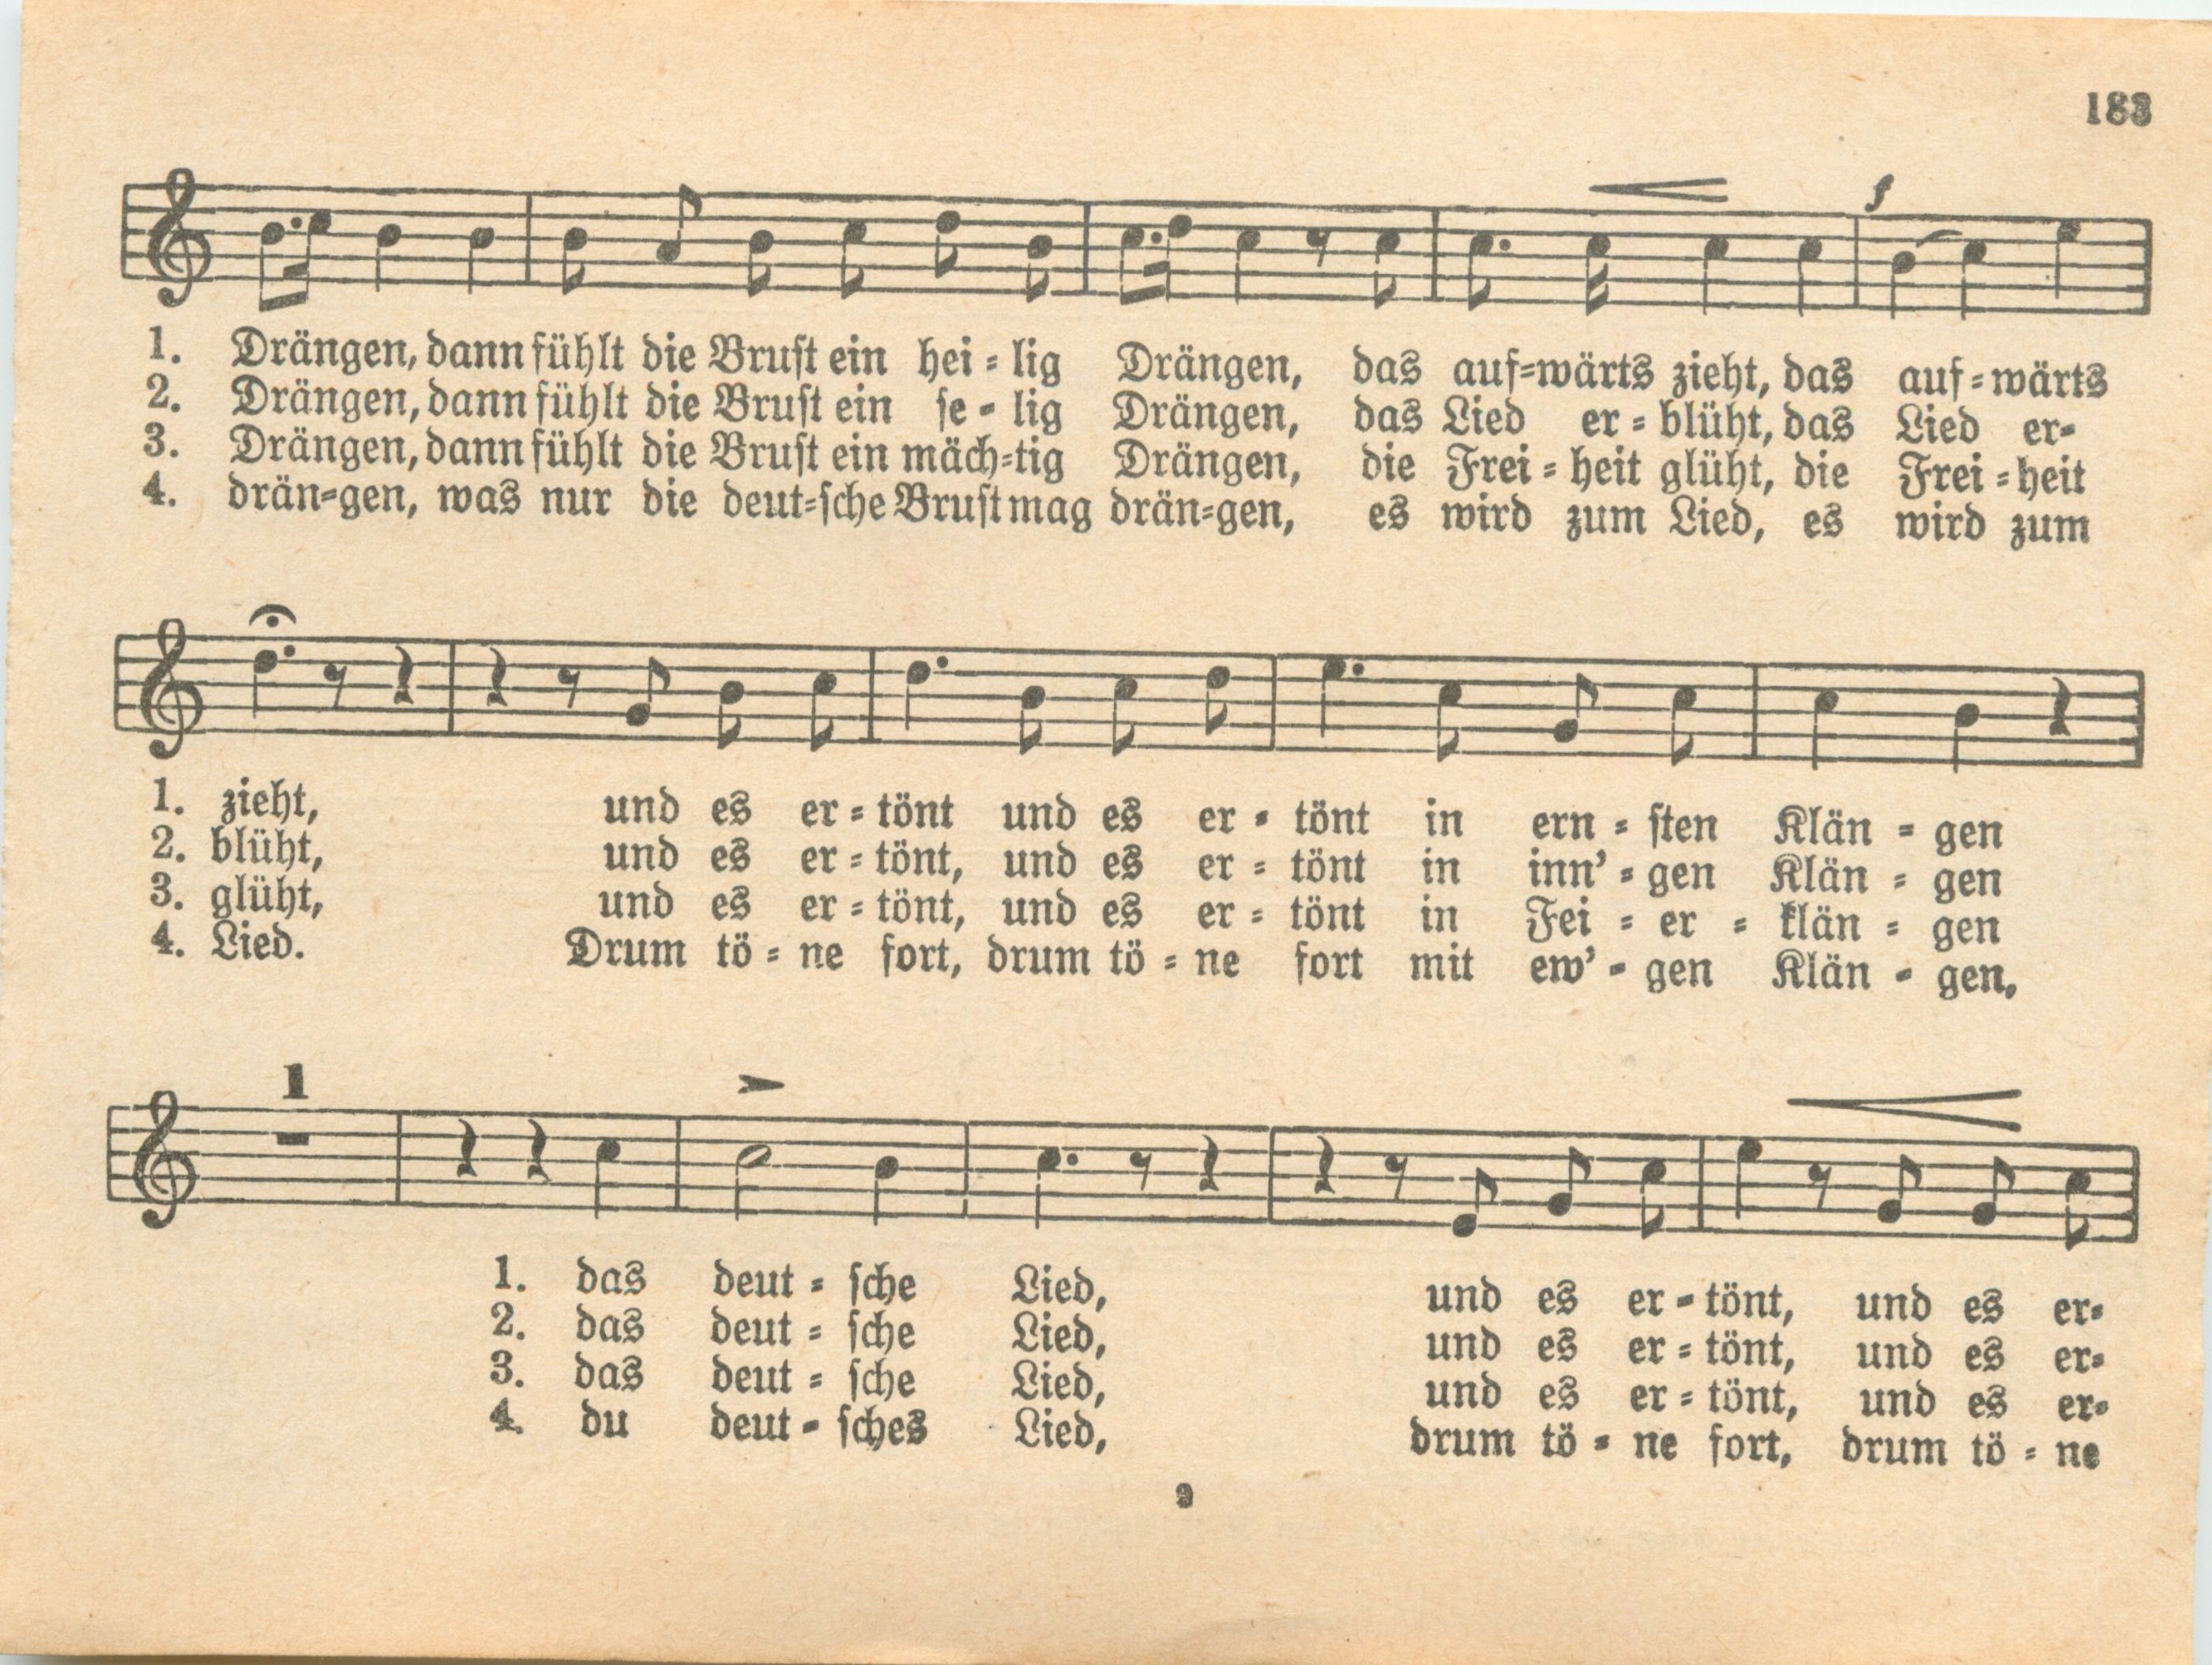 183
f
1. Drängen, dann fühlt die Bruſt ein hei-lig Drängen, das auf-wärts zieht, das auf-wärts
2. Drängen, dann fühlt die Bruſt ein ſe-lig Drängen, das Lied er-blüht, das Lied er-
3. Drängen, dann fühlt die Bruſt ein mäch-tig Drängen, die Frei-heit glüht, die Frei-heit
4. drän-gen, was nur die deut-ſche Bruſt mag drän-gen, es wird zum Lied, es wird zum
1. zieht, und es er-tönt und es er-tönt in ern-ſten Klän-gen
2. blüht, und es er-tönt, und es er-tönt in inn'-gen Klän-gen
3. glüht, und es er-tönt, und es er-tönt in Fei-er-klän-gen
4. Lied. Drum tö-ne fort, drum tö-ne fort mit ew'-gen Klän-gen,
1
1. das deut-ſche Lied, und es er-tönt, und es er-
2. das deut-ſche Lied, und es er-tönt, und es er-
3. das deut-ſche Lied, und es er-tönt, und es er-
4. du deut-ſches Lied, drum tö-ne fort, drum tö-ne
9